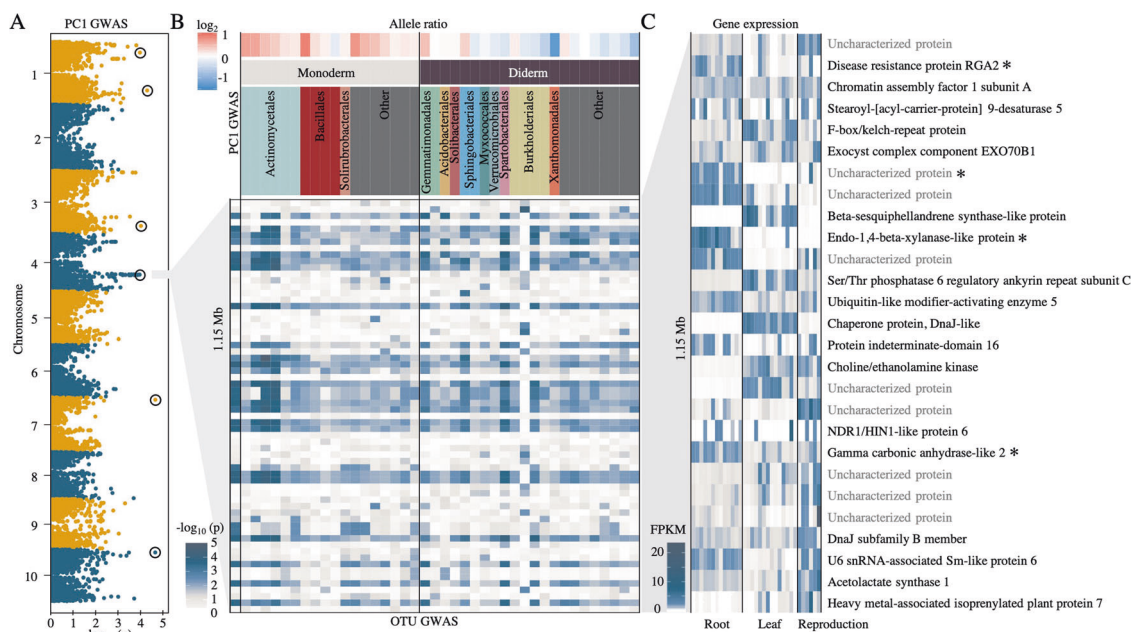 A
PC1 GWAS
Chromosome
1
2
3
4
5
6
7
8
9
10
0
1
2
3
4
5
B
Allele ratio
log2
1
0
-1
PC1 GWAS
Monoderm
Diderm
Actinomycetales
Bacillales
Solirubrobacterales
Other
Gemmatimonadales
Acidobacteriales
Solibacterales
Sphingobacteriales
Myxococcales
Verrucomicrobiales
Spartobacteriales
Burkholderiales
Xanthomonadales
Other
1.15 Mb
-log10 (p)
5
4
3
2
1
0
OTU GWAS
C
Gene expression
1.15 Mb
FPKM
20
10
0
Uncharacterized protein
Disease resistance protein RGA2 *
Chromatin assembly factor 1 subunit A
Stearoyl-[acyl-carrier-protein] 9-desaturase 5
F-box/kelch-repeat protein
Exocyst complex component EXO70B1
Uncharacterized protein *
Uncharacterized protein
Beta-sesquiphellandrene synthase-like protein
Endo-1,4-beta-xylanase-like protein *
Uncharacterized protein
Ser/Thr phosphatase 6 regulatory ankyrin repeat subunit C
Ubiquitin-like modifier-activating enzyme 5
Chaperone protein, DnaJ-like
Protein indeterminate-domain 16
Choline/ethanolamine kinase
Uncharacterized protein
Uncharacterized protein
NDR1/HIN1-like protein 6
Gamma carbonic anhydrase-like 2 *
Uncharacterized protein
Uncharacterized protein
Uncharacterized protein
DnaJ subfamily B member
U6 snRNA-associated Sm-like protein 6
Acetolactate synthase 1
Heavy metal-associated isoprenylated plant protein 7
Root
Leaf
Reproduction